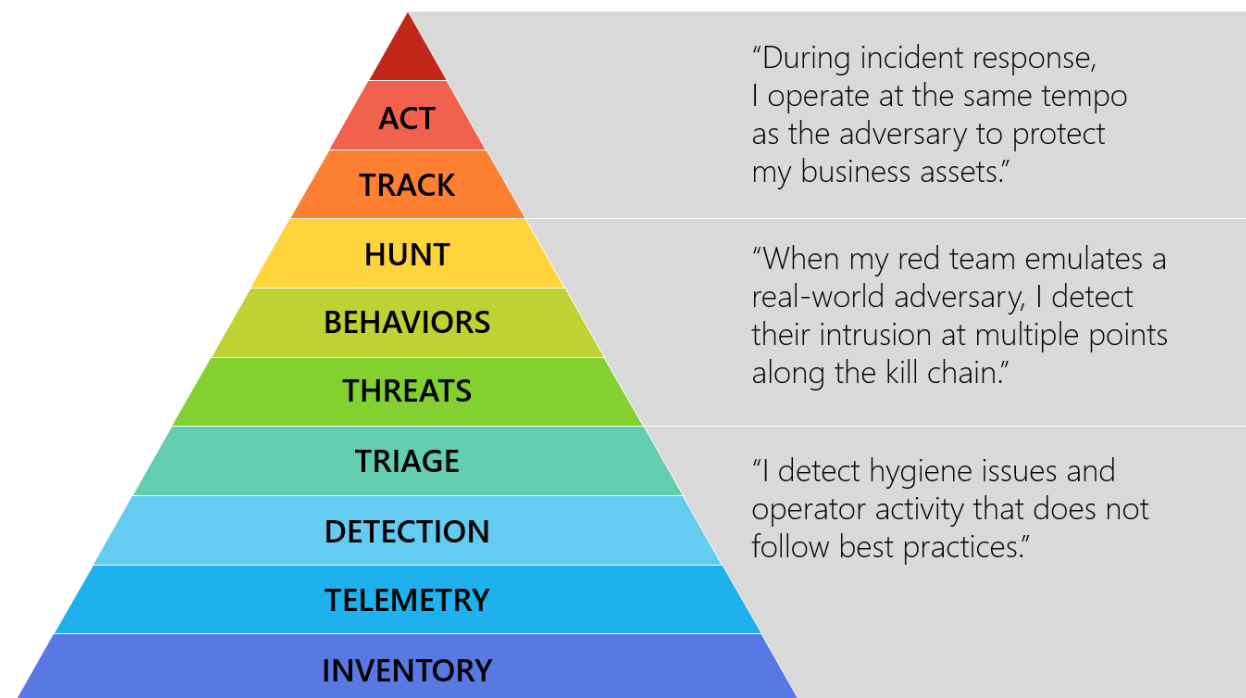 ACT
TRACK
HUNT
BEHAVIORS
THREATS
TRIAGE
DETECTION
TELEMETRY
INVENTORY
“During incident response,
I operate at the same tempo
as the adversary to protect
my business assets.”
“When my red team emulates a
real-world adversary, I detect
their intrusion at multiple points
along the kill chain.”
“I detect hygiene issues and
operator activity that does not
follow best practices.”